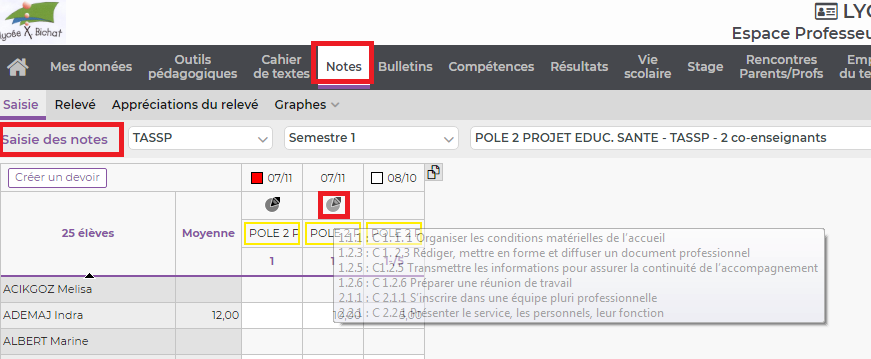 Lycée X Bichat
LYC
Espace Professeu
Mes données
Outils pédagogiques
Cahier de textes
Notes
Bulletins
Compétences
Résultats
Vie scolaire
Stage
Rencontres Parents/Profs
Emp du te
Saisie Relevé Appréciations du relevé Graphes
Saisie des notes TASSP Semestre 1 POLE 2 PROJET EDUC. SANTE - TASSP - 2 co-enseignants
Créer un devoir 07/11 07/11 08/10
25 élèves Moyenne POLE 2 P POLE 2 P POLE 2 P
1 1 1-/5
1.1.1 : C 1. 1. 1 Organiser les conditions matérielles de l'accueil
1.2.3 : C 1. 2.3 Rédiger, mettre en forme et diffuser un document professionnel
1.2.5 : C1.2.5 Transmettre les informations pour assurer la continuité de l'accompagnement
1.2.6 : C 1.2.6 Préparer une réunion de travail
2.1.1 : C 2.1.1 S'inscrire dans une équipe pluri professionnelle
2.2.1 : C 2.2.1 Présenter le service, les personnels, leur fonction
ACIKGOZ Melisa
ADEMAJ Indra 12,00
ALBERT Marine